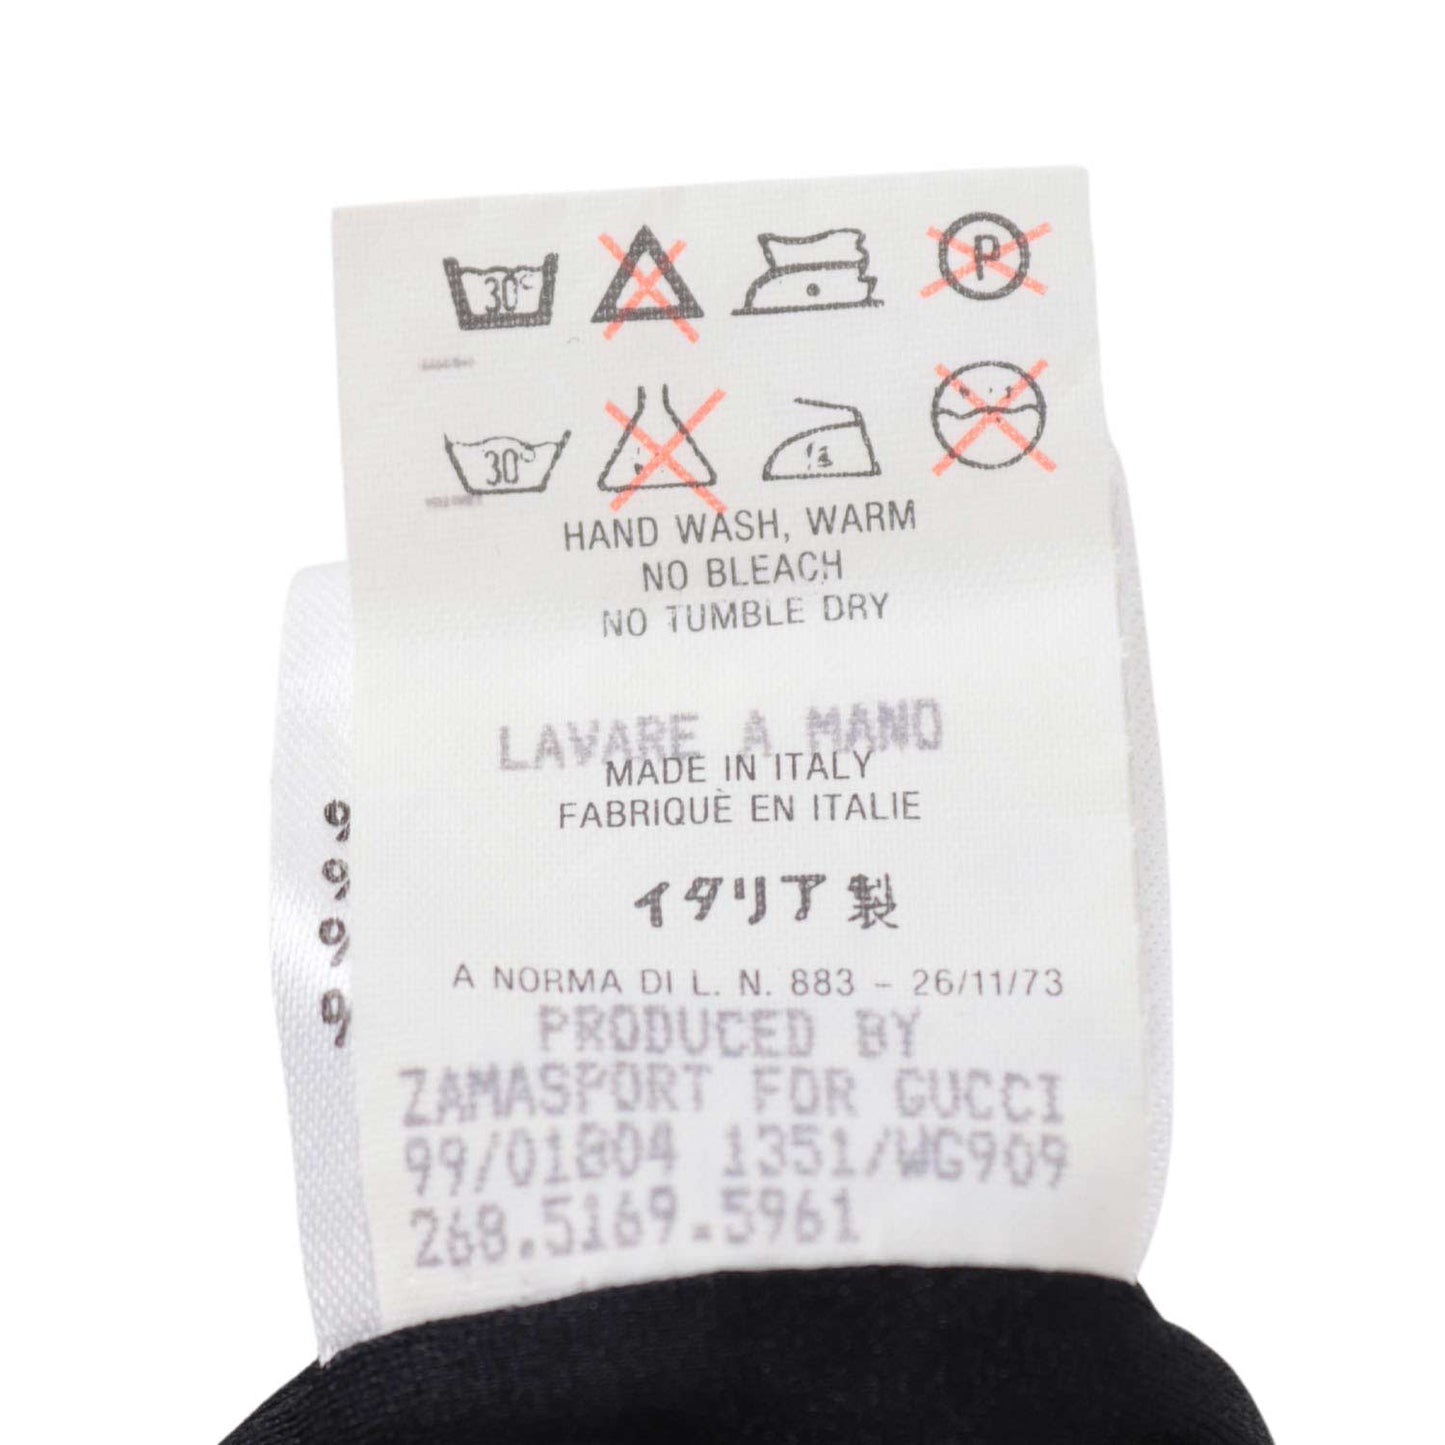 30°C
P
30°
HAND WASH, WARM
NO BLEACH
NO TUMBLE DRY
LAVARE A MANO
MADE IN ITALY
FABRIQUÈ EN ITALIE
イタリア製
A NORMA DI L. N. 883 - 26/11/73
PRODUCED BY
ZAMASPORT FOR GUCCI
99/01804 1351/WG909
268.5169.5961